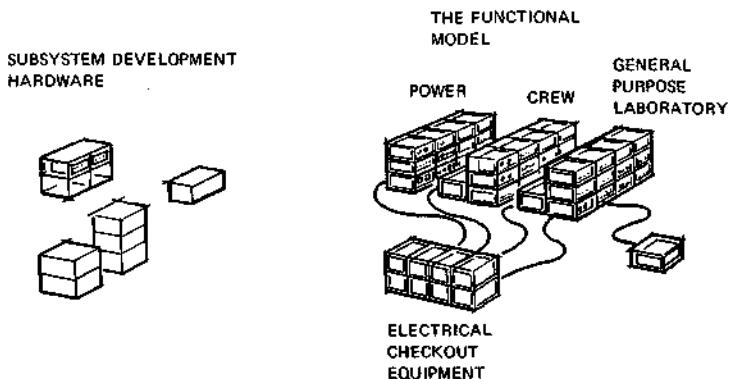 SUBSYSTEM DEVELOPMENT
HARDWARE
THE FUNCTIONAL
MODEL
POWER
CREW
GENERAL
PURPOSE
LABORATORY
ELECTRICAL
CHECKOUT
EQUIPMENT